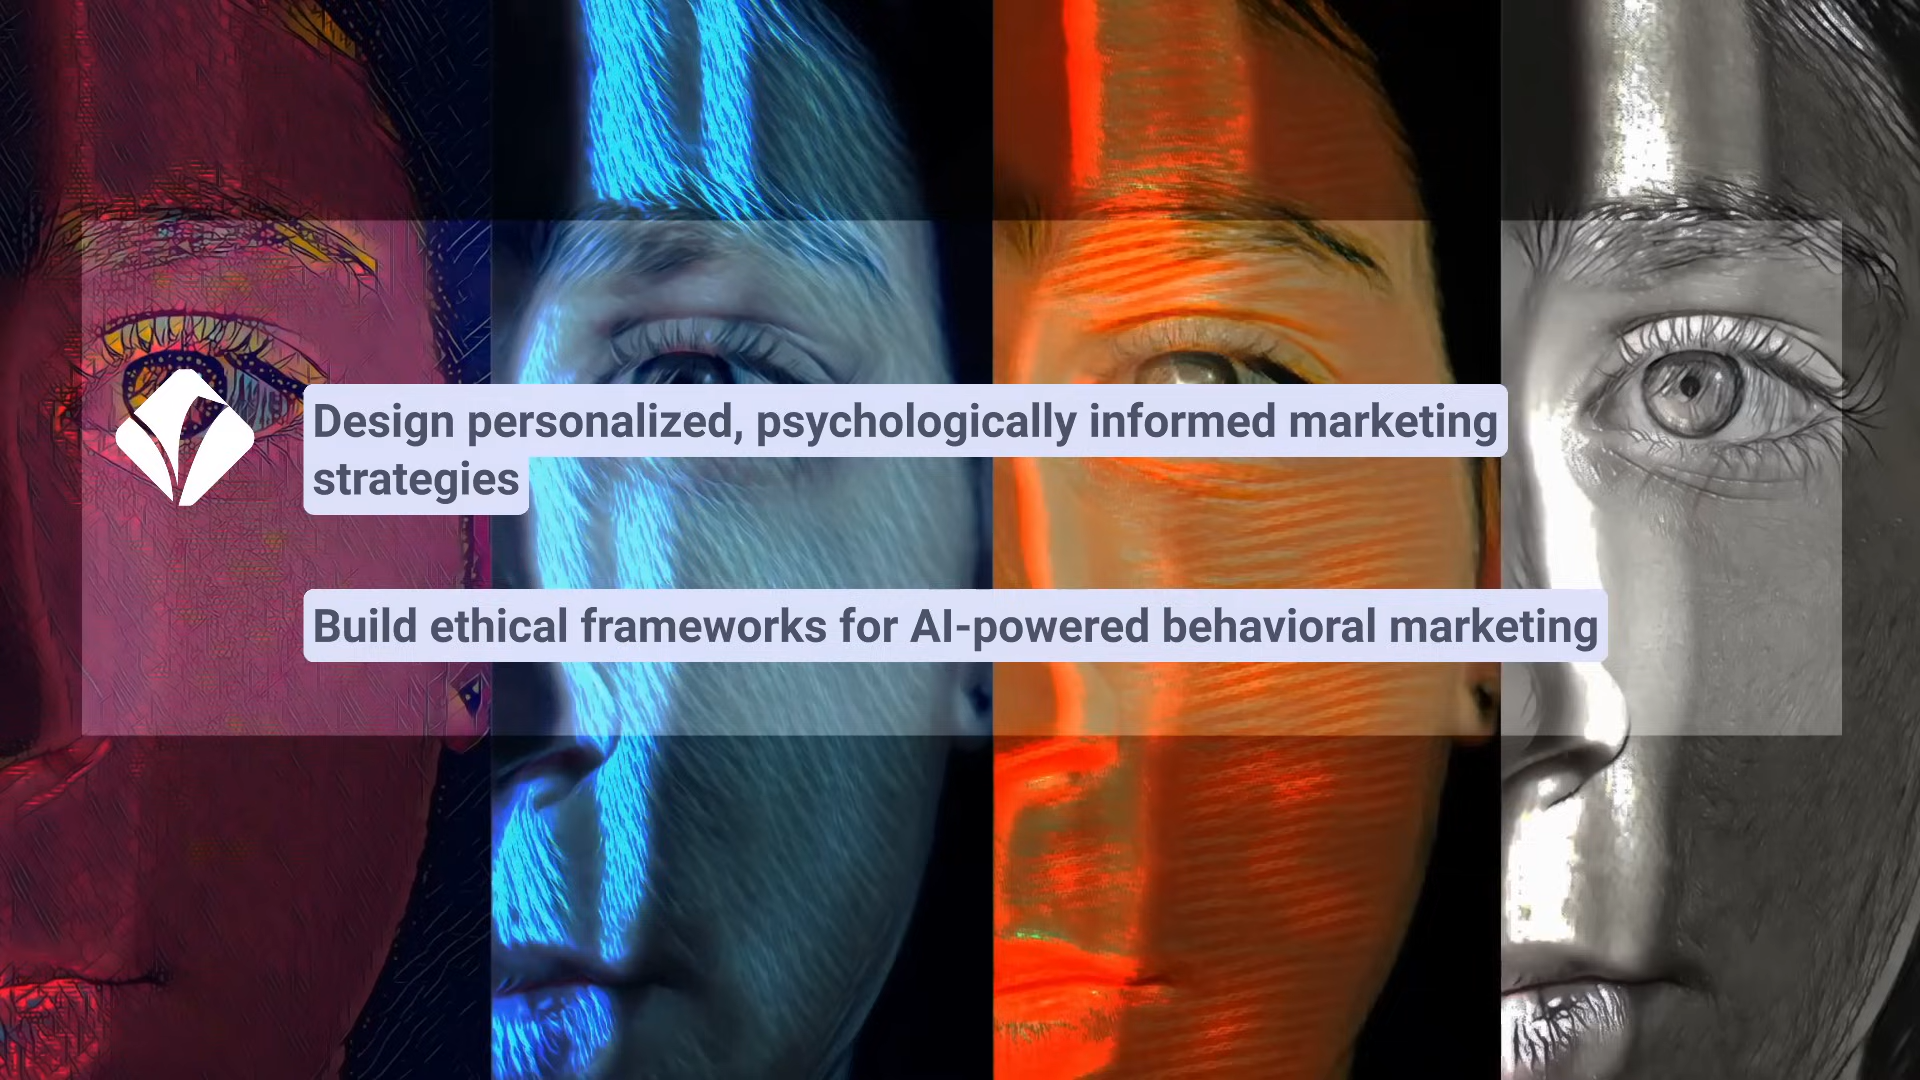 Design personalized, psychologically informed marketing
strategies
Build ethical frameworks for AI-powered behavioral marketing